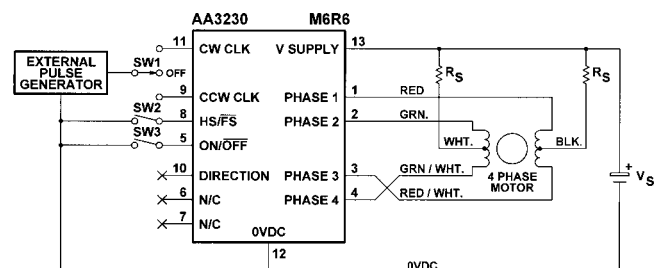 AA3230 M6R6
11 CW CLK V SUPPLY 13
EXTERNAL PULSE GENERATOR
SW1
OFF
RS RS
9 CCW CLK PHASE 1 1 RED
SW2
8 HS/FS PHASE 2 2 GRN.
SW3
5 ON/OFF WHT. BLK.
10 DIRECTION PHASE 3 3 GRN / WHT.
4 PHASE MOTOR
+ VS
6 N/C PHASE 4 4 RED / WHT.
7 N/C
0VDC
12
0VDC